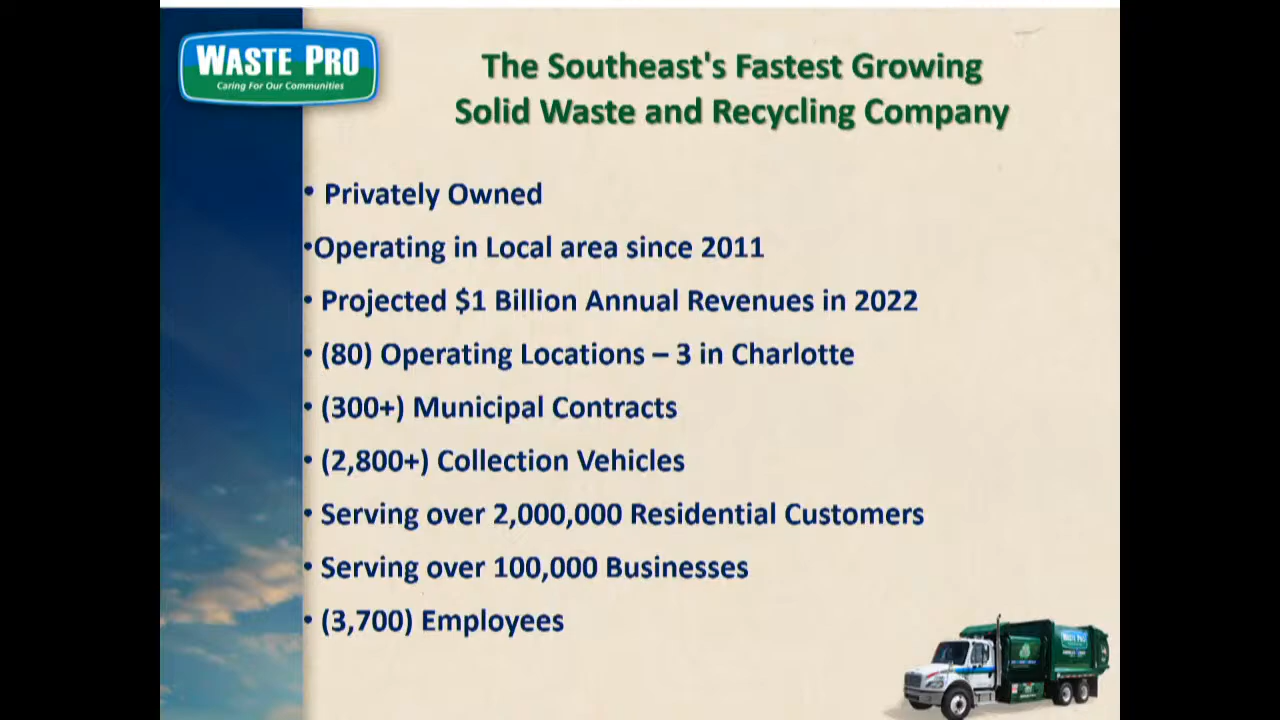 WASTE PRO
Caring For Our Communities
The Southeast's Fastest Growing
Solid Waste and Recycling Company
• Privately Owned
•Operating in Local area since 2011
• Projected $1 Billion Annual Revenues in 2022
• (80) Operating Locations – 3 in Charlotte
• (300+) Municipal Contracts
• (2,800+) Collection Vehicles
• Serving over 2,000,000 Residential Customers
• Serving over 100,000 Businesses
• (3,700) Employees
WASTE PRO